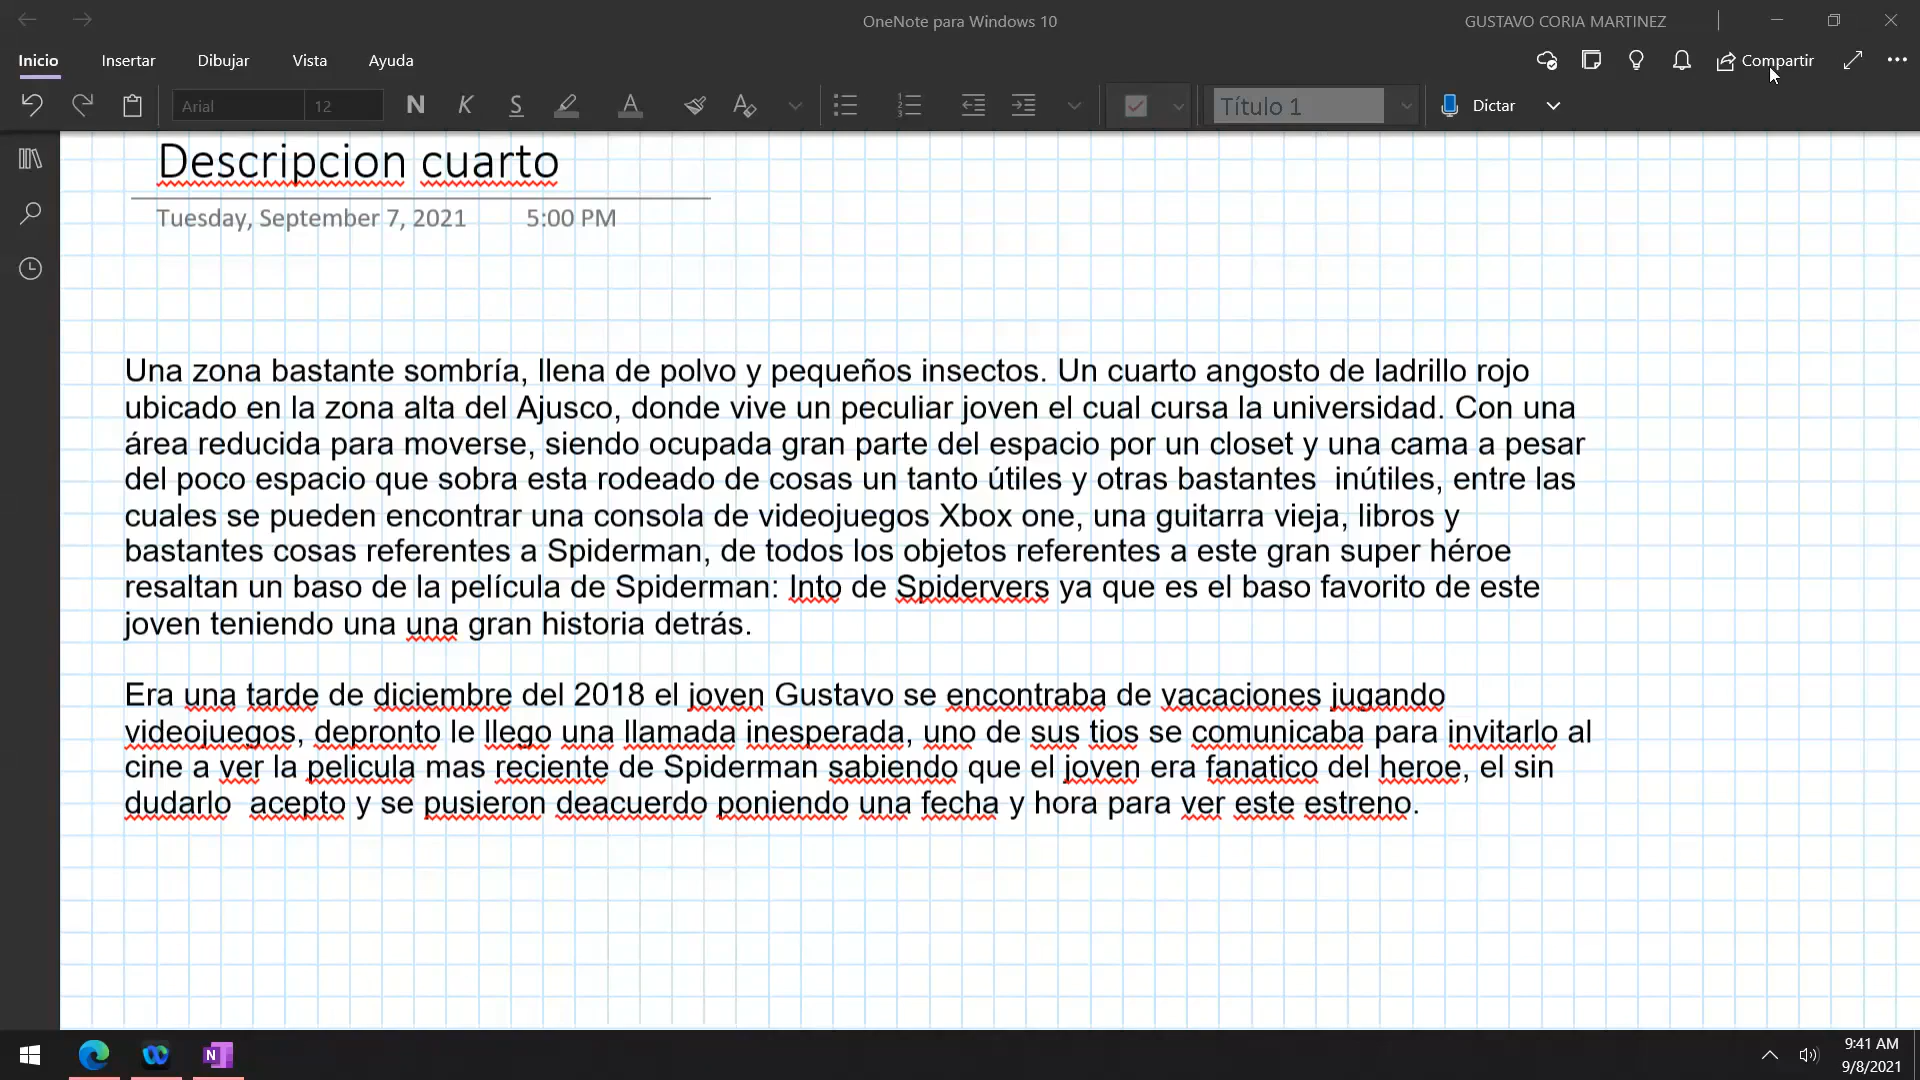 OneNote para Windows 10
GUSTAVO CORIA MARTINEZ
Inicio Insertar Dibujar Vista Ayuda
Compartir
Arial 12 N K S A A Título 1 Dictar
Descripcion cuarto
Tuesday, September 7, 2021 5:00 PM
Una zona bastante sombría, llena de polvo y pequeños insectos. Un cuarto angosto de ladrillo rojo
ubicado en la zona alta del Ajusco, donde vive un peculiar joven el cual cursa la universidad. Con una
área reducida para moverse, siendo ocupada gran parte del espacio por un closet y una cama a pesar
del poco espacio que sobra esta rodeado de cosas un tanto útiles y otras bastantes  inútiles, entre las
cuales se pueden encontrar una consola de videojuegos Xbox one, una guitarra vieja, libros y
bastantes cosas referentes a Spiderman, de todos los objetos referentes a este gran super héroe
resaltan un baso de la película de Spiderman: Into de Spidervers ya que es el baso favorito de este
joven teniendo una una gran historia detrás.
Era una tarde de diciembre del 2018 el joven Gustavo se encontraba de vacaciones jugando
videojuegos, depronto le llego una llamada inesperada, uno de sus tios se comunicaba para invitarlo al
cine a ver la pelicula mas reciente de Spiderman sabiendo que el joven era fanatico del heroe, el sin
dudarlo  acepto y se pusieron deacuerdo poniendo una fecha y hora para ver este estreno.
9:41 AM
9/8/2021